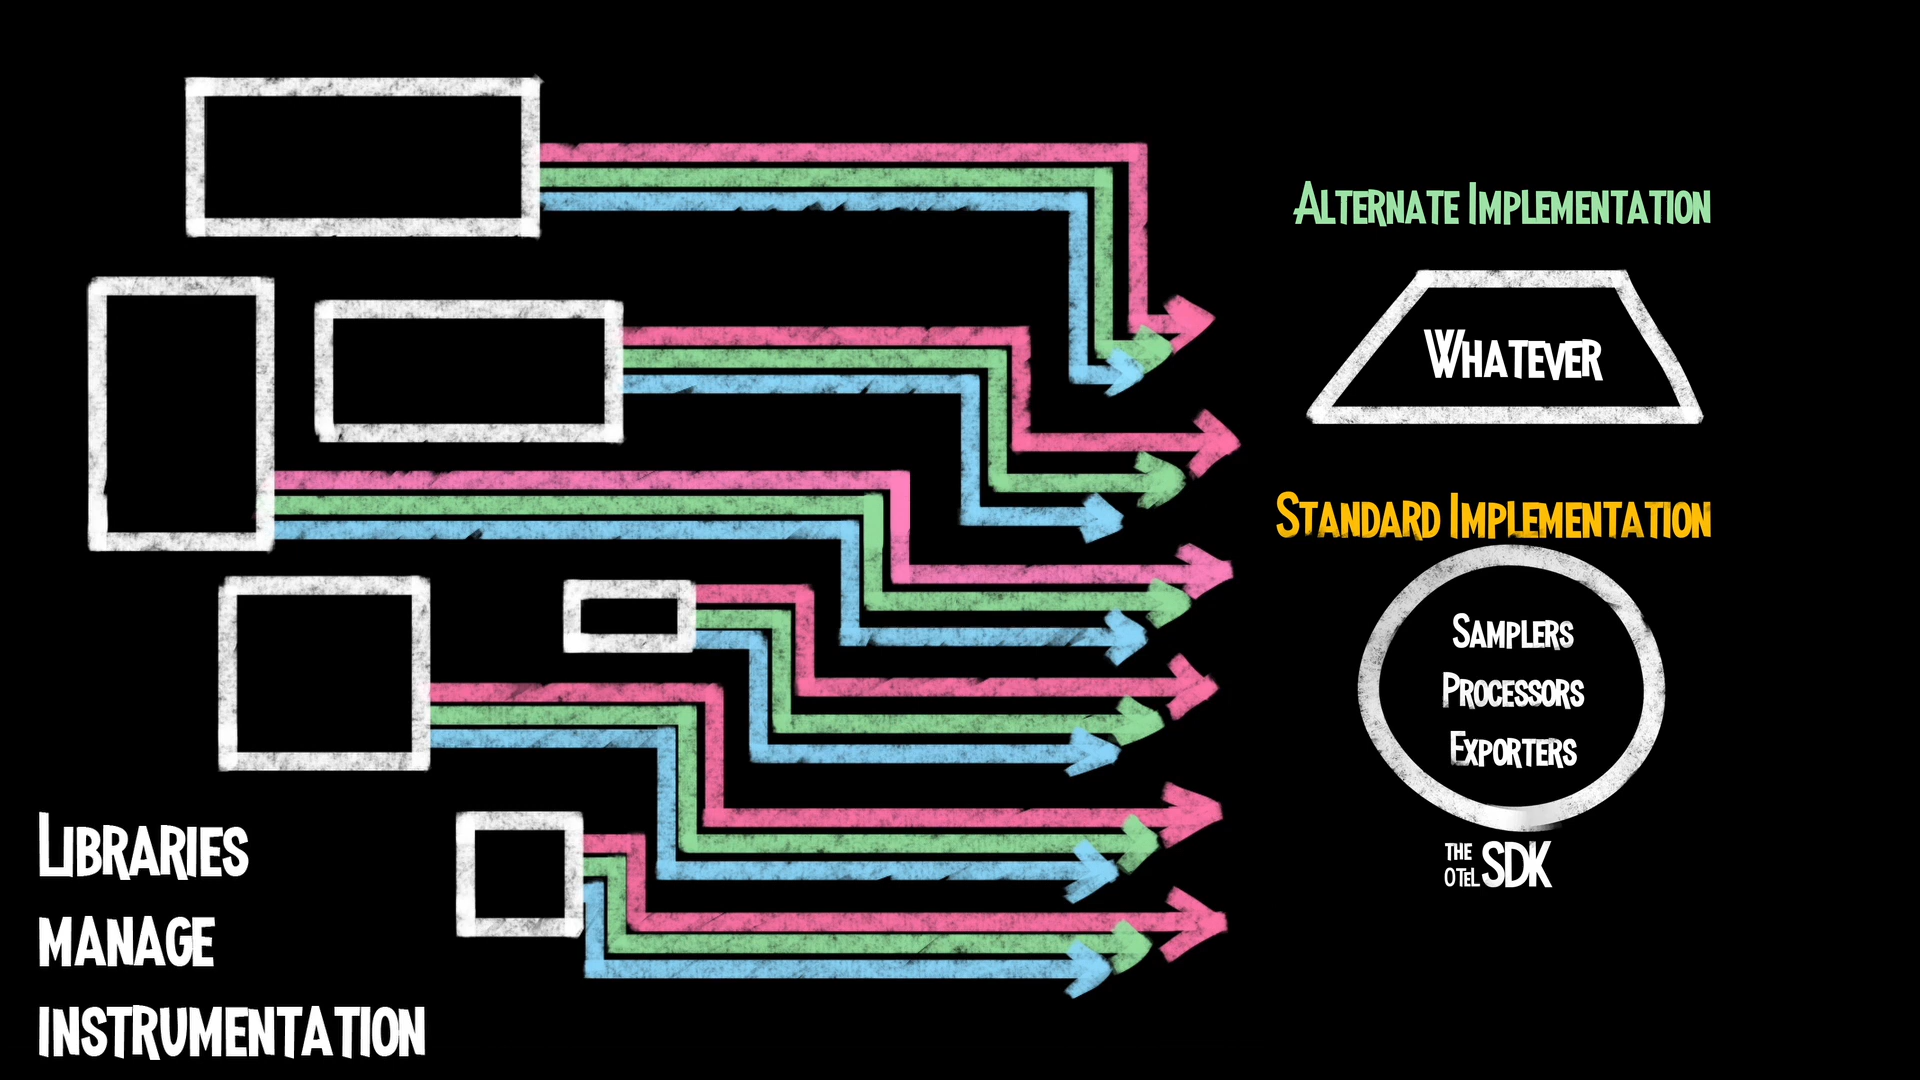 Alternate Implementation
Whatever
Standard Implementation
Samplers
Processors
Exporters
the
OTel SDK
Libraries
manage
instrumentation